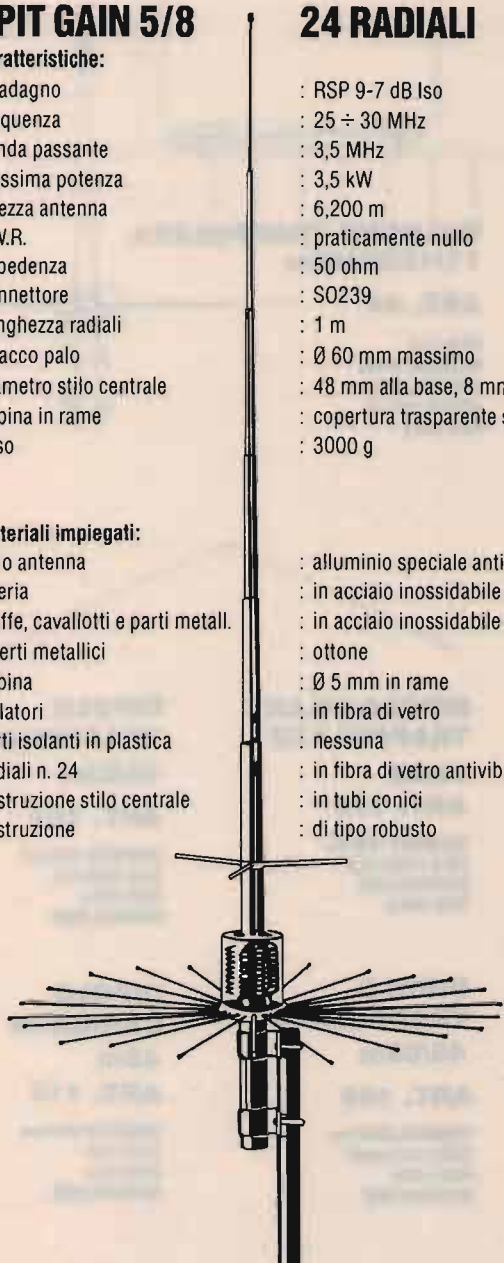 PIT GAIN 5/8 24 RADIALI
ratteristiche:
adagno : RSP 9-7 dB Iso
quenza : 25 ÷ 30 MHz
nda passante : 3,5 MHz
ssima potenza : 3,5 kW
ezza antenna : 6,200 m
W.R. : praticamente nullo
pedenza : 50 ohm
nnettore : SO239
nghezza radiali : 1 m
acco palo : Ø 60 mm massimo
ametro stilo centrale : 48 mm alla base, 8 mm
bina in rame : copertura trasparente s
so : 3000 g
teriali impiegati:
o antenna : alluminio speciale anti
eria : in acciaio inossidabile
ffe, cavallotti e parti metall. : in acciaio inossidabile
erti metallici : ottone
bina : Ø 5 mm in rame
latori : in fibra di vetro
ti isolanti in plastica : nessuna
diali n. 24 : in fibra di vetro antivib
struzione stilo centrale : in tubi conici
struzione : di tipo robusto